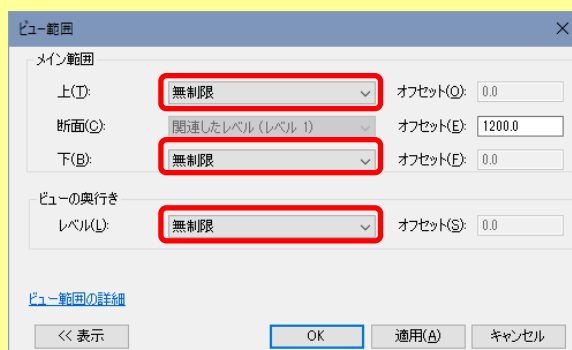 ビュー範囲
メイン範囲
上(T): 無制限 オフセット(O): 0.0
断面(C): 関連したレベル (レベル 1) オフセット(E): 1200.0
下(B): 無制限 オフセット(F): 0.0
ビューの奥行き
レベル(L): 無制限 オフセット(S): 0.0
ビュー範囲の詳細
<< 表示 OK 適用(A) キャンセル